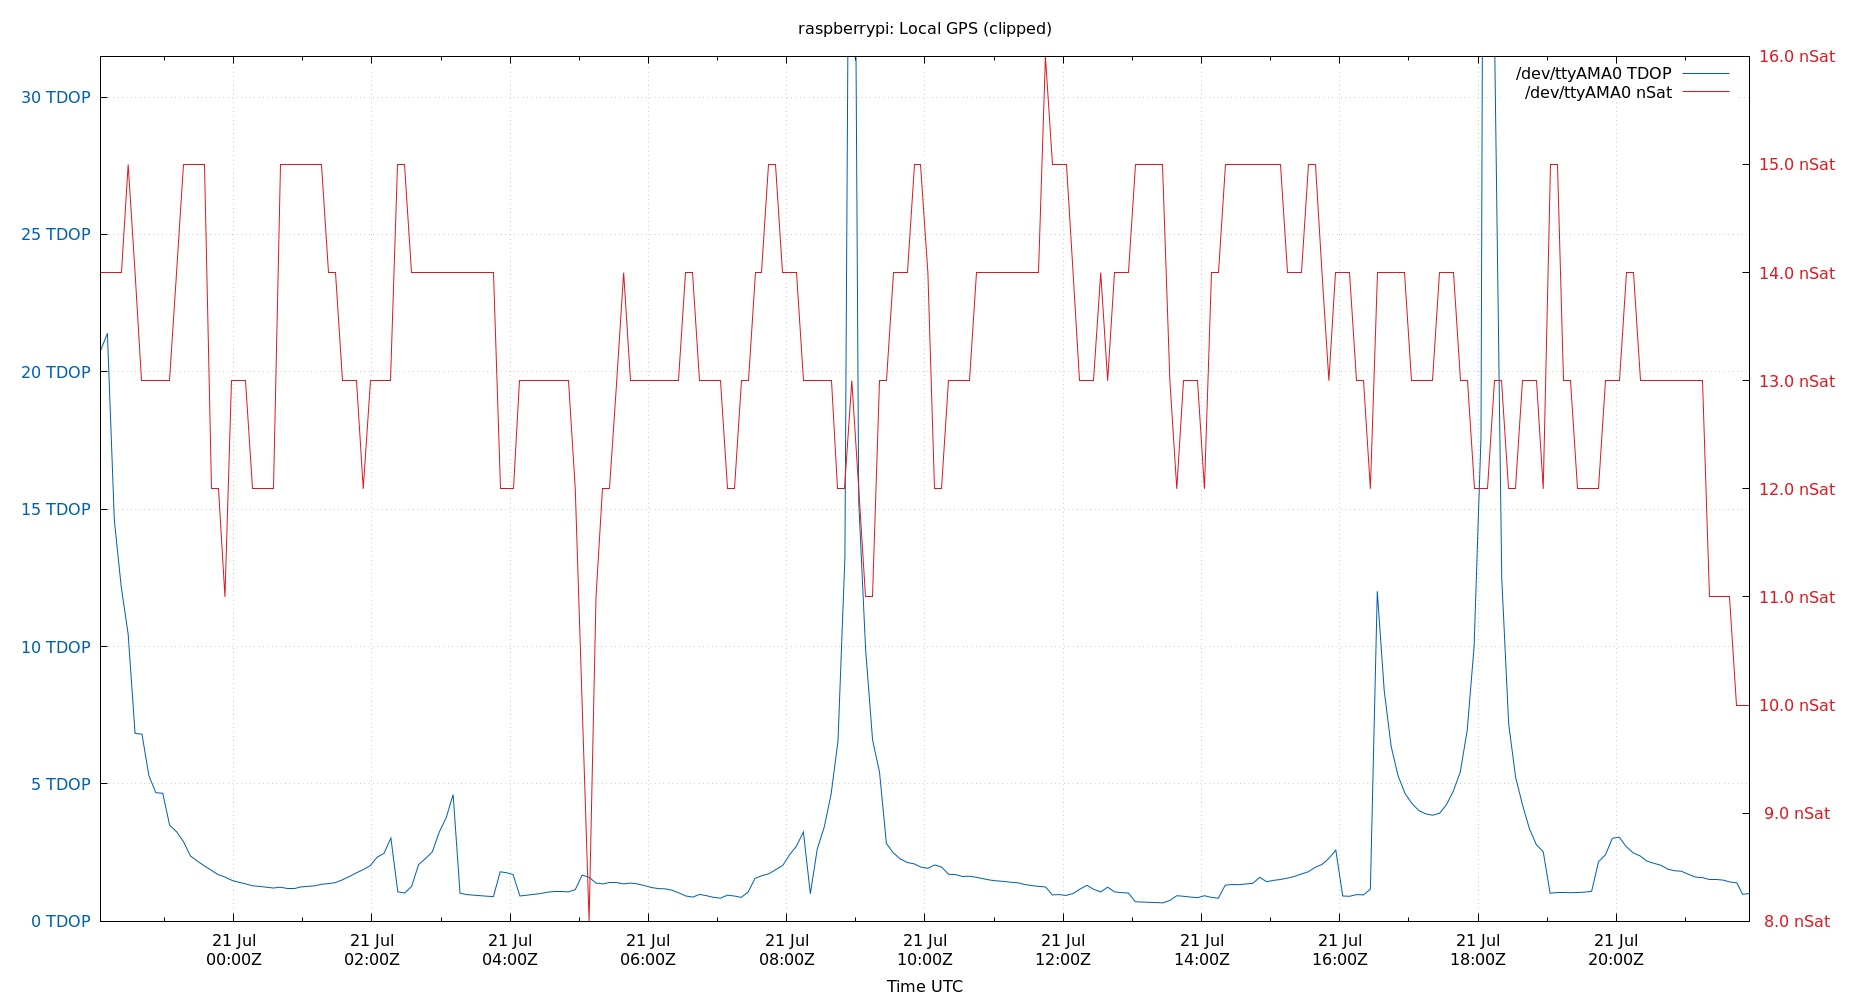 raspberrypi: Local GPS (clipped)
/dev/ttyAMA0 TDOP
/dev/ttyAMA0 nSat
30 TDOP
25 TDOP
20 TDOP
15 TDOP
10 TDOP
5 TDOP
0 TDOP
16.0 nSat
15.0 nSat
14.0 nSat
13.0 nSat
12.0 nSat
11.0 nSat
10.0 nSat
9.0 nSat
8.0 nSat
21 Jul
00:00Z
21 Jul
02:00Z
21 Jul
04:00Z
21 Jul
06:00Z
21 Jul
08:00Z
21 Jul
10:00Z
21 Jul
12:00Z
21 Jul
14:00Z
21 Jul
16:00Z
21 Jul
18:00Z
21 Jul
20:00Z
Time UTC